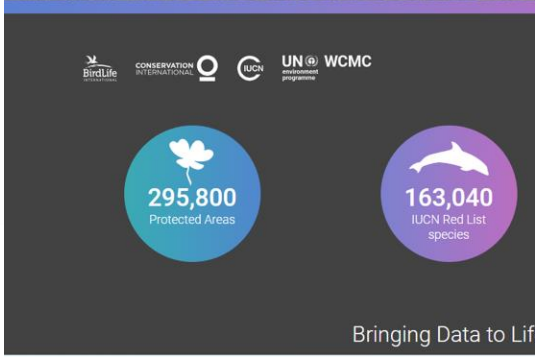 BirdLife
INTERNATIONAL
CONSERVATION
INTERNATIONAL
IUCN
UN WCMC
environment
programme
295,800
Protected Areas
163,040
IUCN Red List
species
Bringing Data to Lif